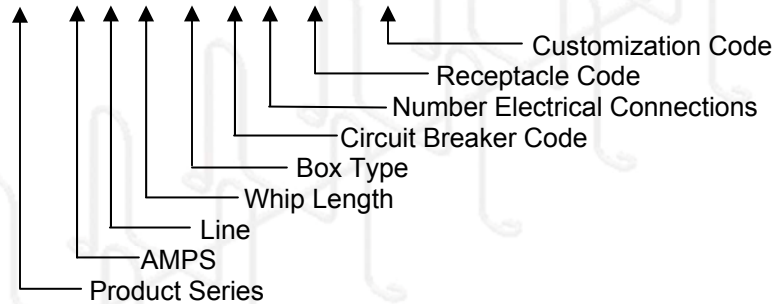 Customization Code
Receptacle Code
Number Electrical Connections
Circuit Breaker Code
Box Type
Whip Length
Line
AMPS
Product Series